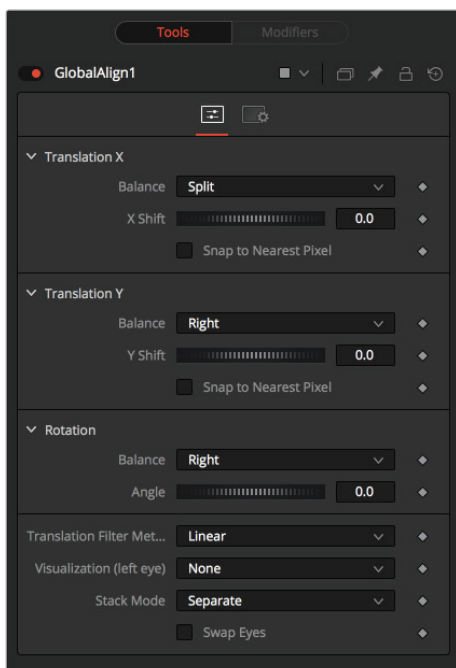 Tools Modifiers
GlobalAlign1
Translation X
Balance Split
X Shift 0.0
Snap to Nearest Pixel
Translation Y
Balance Right
Y Shift 0.0
Snap to Nearest Pixel
Rotation
Balance Right
Angle 0.0
Translation Filter Met... Linear
Visualization (left eye) None
Stack Mode Separate
Swap Eyes